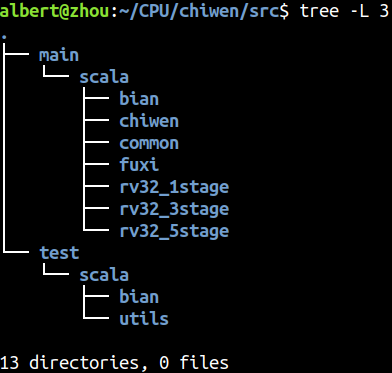 albert@zhou:~/CPU/chiwen/src$ tree -L 3
.
├── main
│   └── scala
│       ├── bian
│       ├── chiwen
│       ├── common
│       ├── fuxi
│       ├── rv32_1stage
│       ├── rv32_3stage
│       └── rv32_5stage
└── test
    └── scala
        ├── bian
        └── utils

13 directories, 0 files